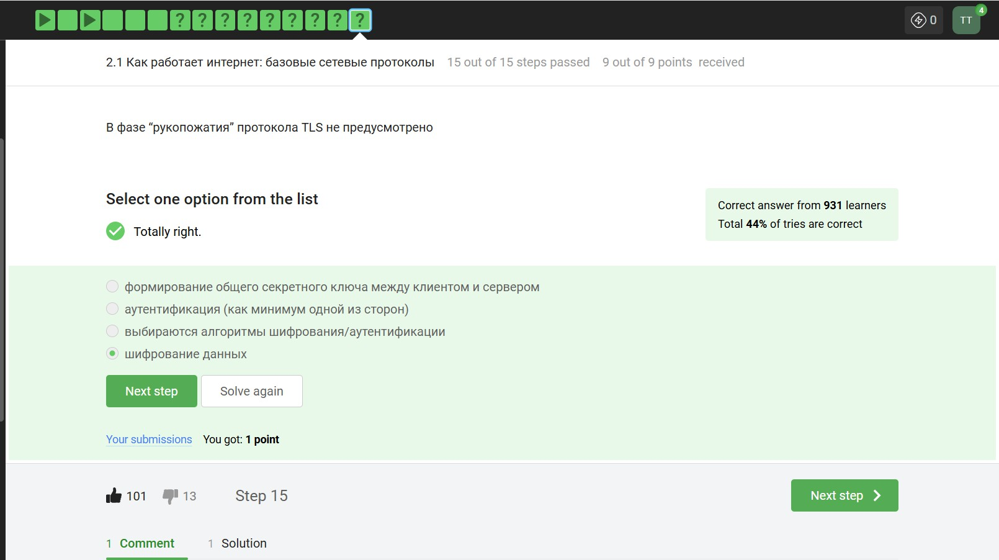 ? ? ? ? ? ? ? ? ?
0
TT
4
2.1 Как работает интернет: базовые сетевые протоколы 15 out of 15 steps passed 9 out of 9 points received
В фазе “рукопожатия” протокола TLS не предусмотрено
Select one option from the list
Totally right.
Correct answer from 931 learners
Total 44% of tries are correct
формирование общего секретного ключа между клиентом и сервером
аутентификация (как минимум одной из сторон)
выбираются алгоритмы шифрования/аутентификации
шифрование данных
Next step Solve again
Your submissions You got: 1 point
101 13 Step 15 Next step
1 Comment 1 Solution